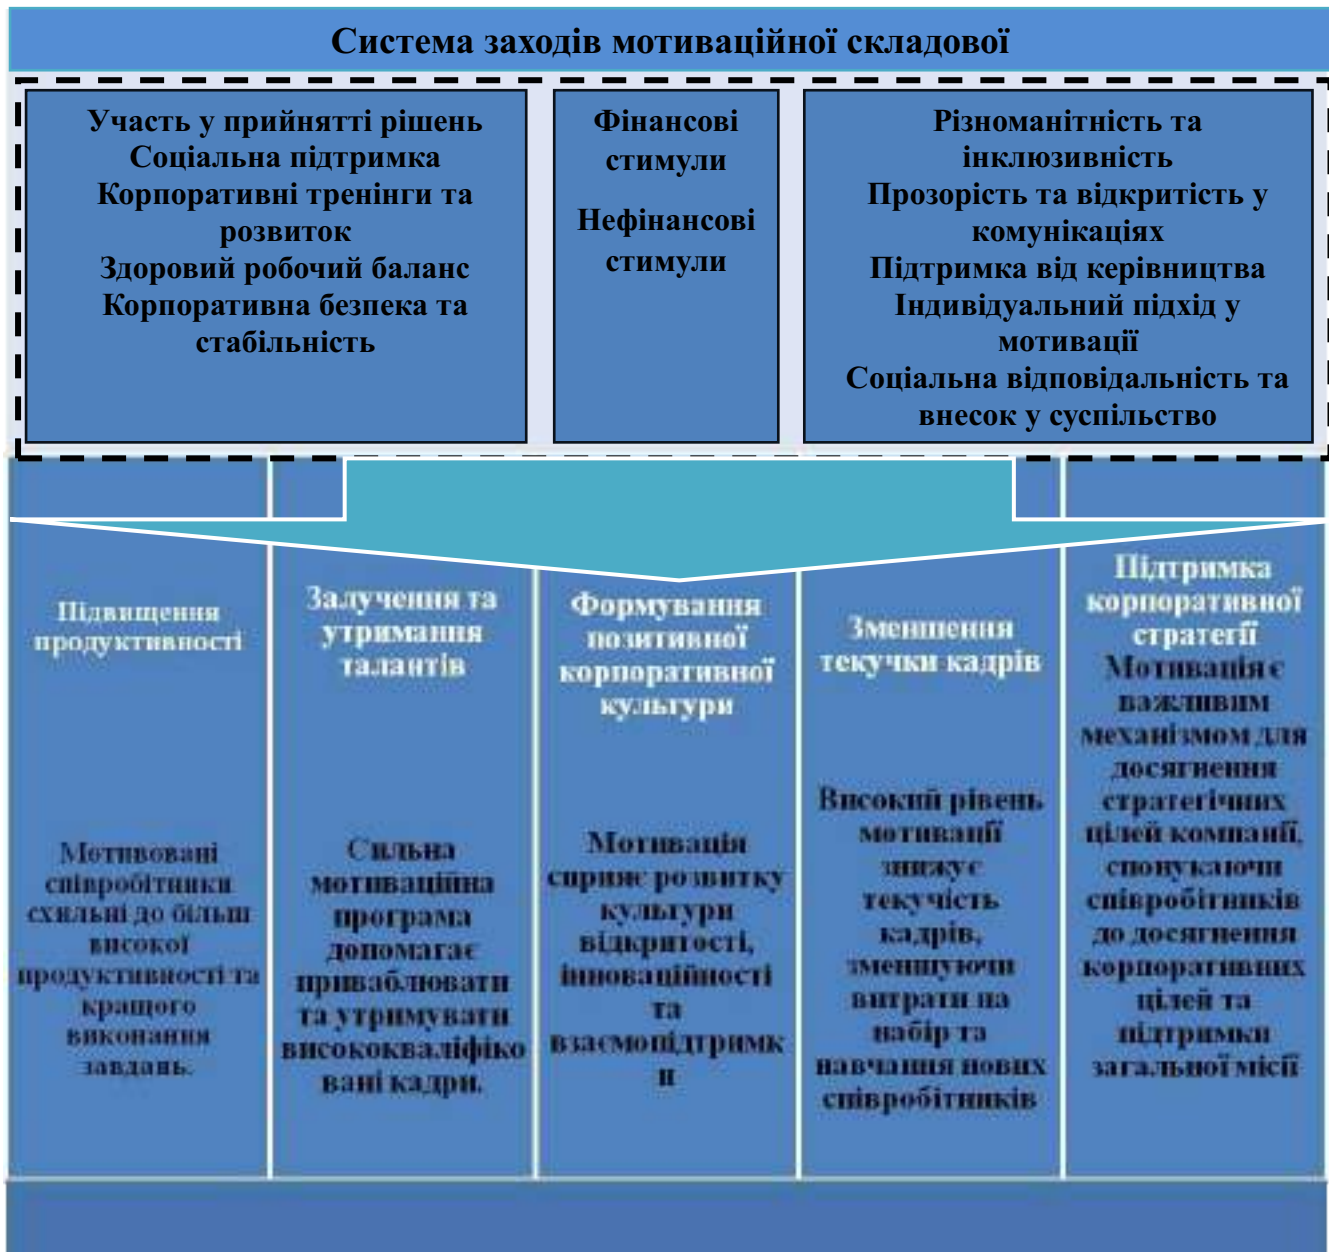 Система заходів мотиваційної складової
Участь у прийнятті рішень
Соціальна підтримка
Корпоративні тренінги та
розвиток
Здоровий робочий баланс
Корпоративна безпека та
стабільність
Фінансові
стимули
Нефінансові
стимули
Різноманітність та
інклюзивність
Прозорість та відкритість у
комунікаціях
Підтримка від керівництва
Індивідуальний підхід у
мотивації
Соціальна відповідальність та
внесок у суспільство
Підвищення
продуктивності
Мотивовані
співробітники
схильні до більш
високої
продуктивності та
кращого
виконання
завдань.
Залучення та
утримання
талантів
Сильна
мотиваційна
програма
допомагає
приваблювати
та утримувати
висококваліфіко
вані кадри.
Формування
позитивної
корпоративної
культури
Мотивація
сприяє розвитку
культури
відкритості,
інноваційності
та
взаємопідтримк
и
Зменшення
текучки кадрів
Високий рівень
мотивації
знижує
текучість
кадрів,
зменшуючи
витрати на
набір та
навчання нових
співробітників
Підтримка
корпоративної
стратегії
Мотивація є
важливим
механізмом для
досягнення
стратегічних
цілей компанії,
спонукаючи
співробітників
до досягнення
корпоративних
цілей та
підтримки
загальної місії